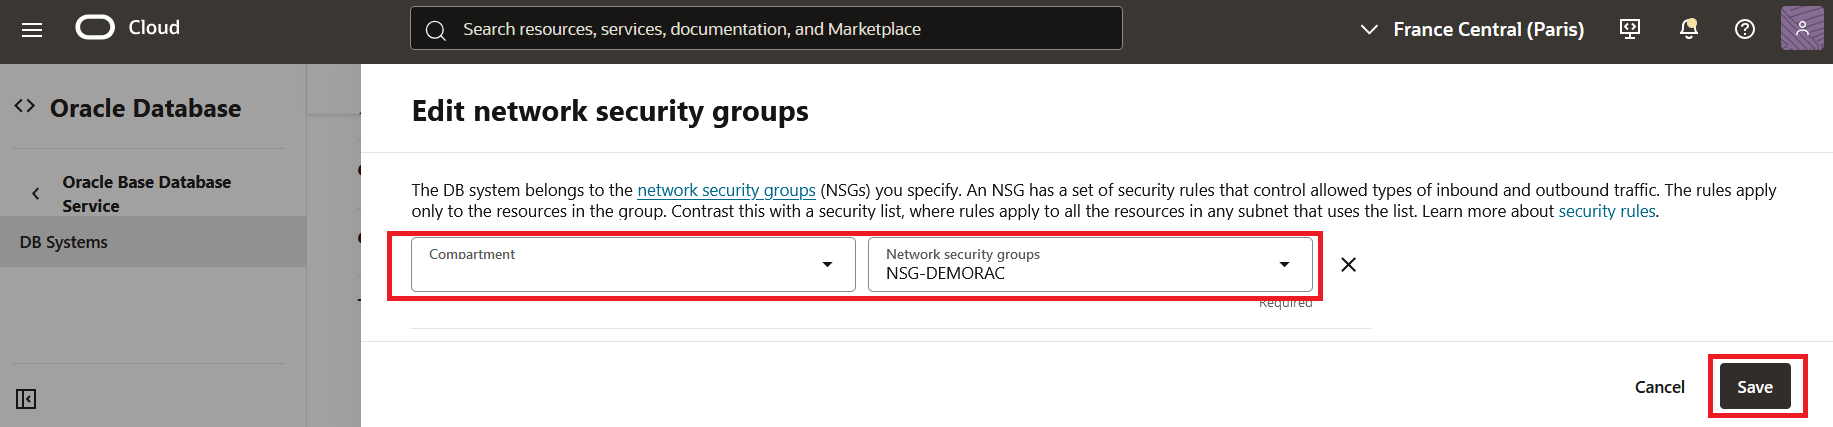 Cloud
Search resources, services, documentation, and Marketplace
France Central (Paris)
Oracle Database
Oracle Base Database
Service
DB Systems
Edit network security groups
The DB system belongs to the network security groups (NSGs) you specify. An NSG has a set of security rules that control allowed types of inbound and outbound traffic. The rules apply
only to the resources in the group. Contrast this with a security list, where rules apply to all the resources in any subnet that uses the list. Learn more about security rules.
Compartment
Network security groups
NSG-DEMORAC
Required
Cancel
Save